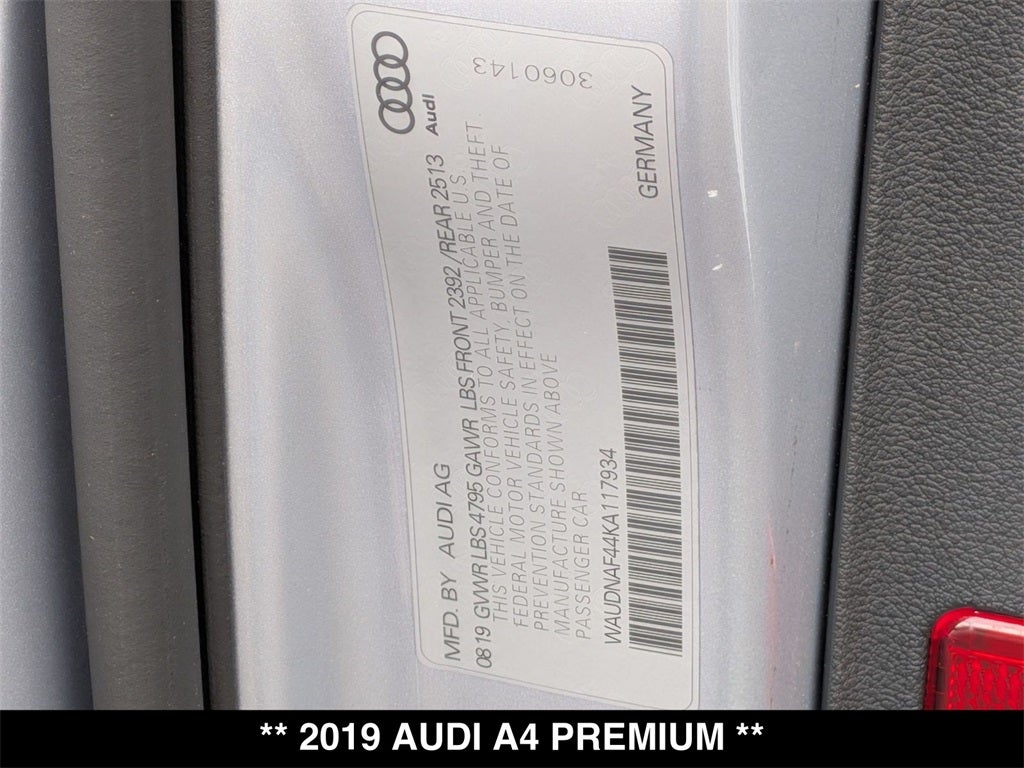 MFD. BY AUDI AG
Audi
0819 GVWR LBS 4795 GAWR LBS FRONT 2392/REAR 2513
THIS VEHICLE CONFORMS TO ALL APPLICABLE U.S.
FEDERAL MOTOR VEHICLE SAFETY, BUMPER AND THEFT
PREVENTION STANDARDS IN EFFECT ON THE DATE OF
MANUFACTURE SHOWN ABOVE
PASSENGER CAR
3060143
WAUDNAF44KA117934
GERMANY
** 2019 AUDI A4 PREMIUM **